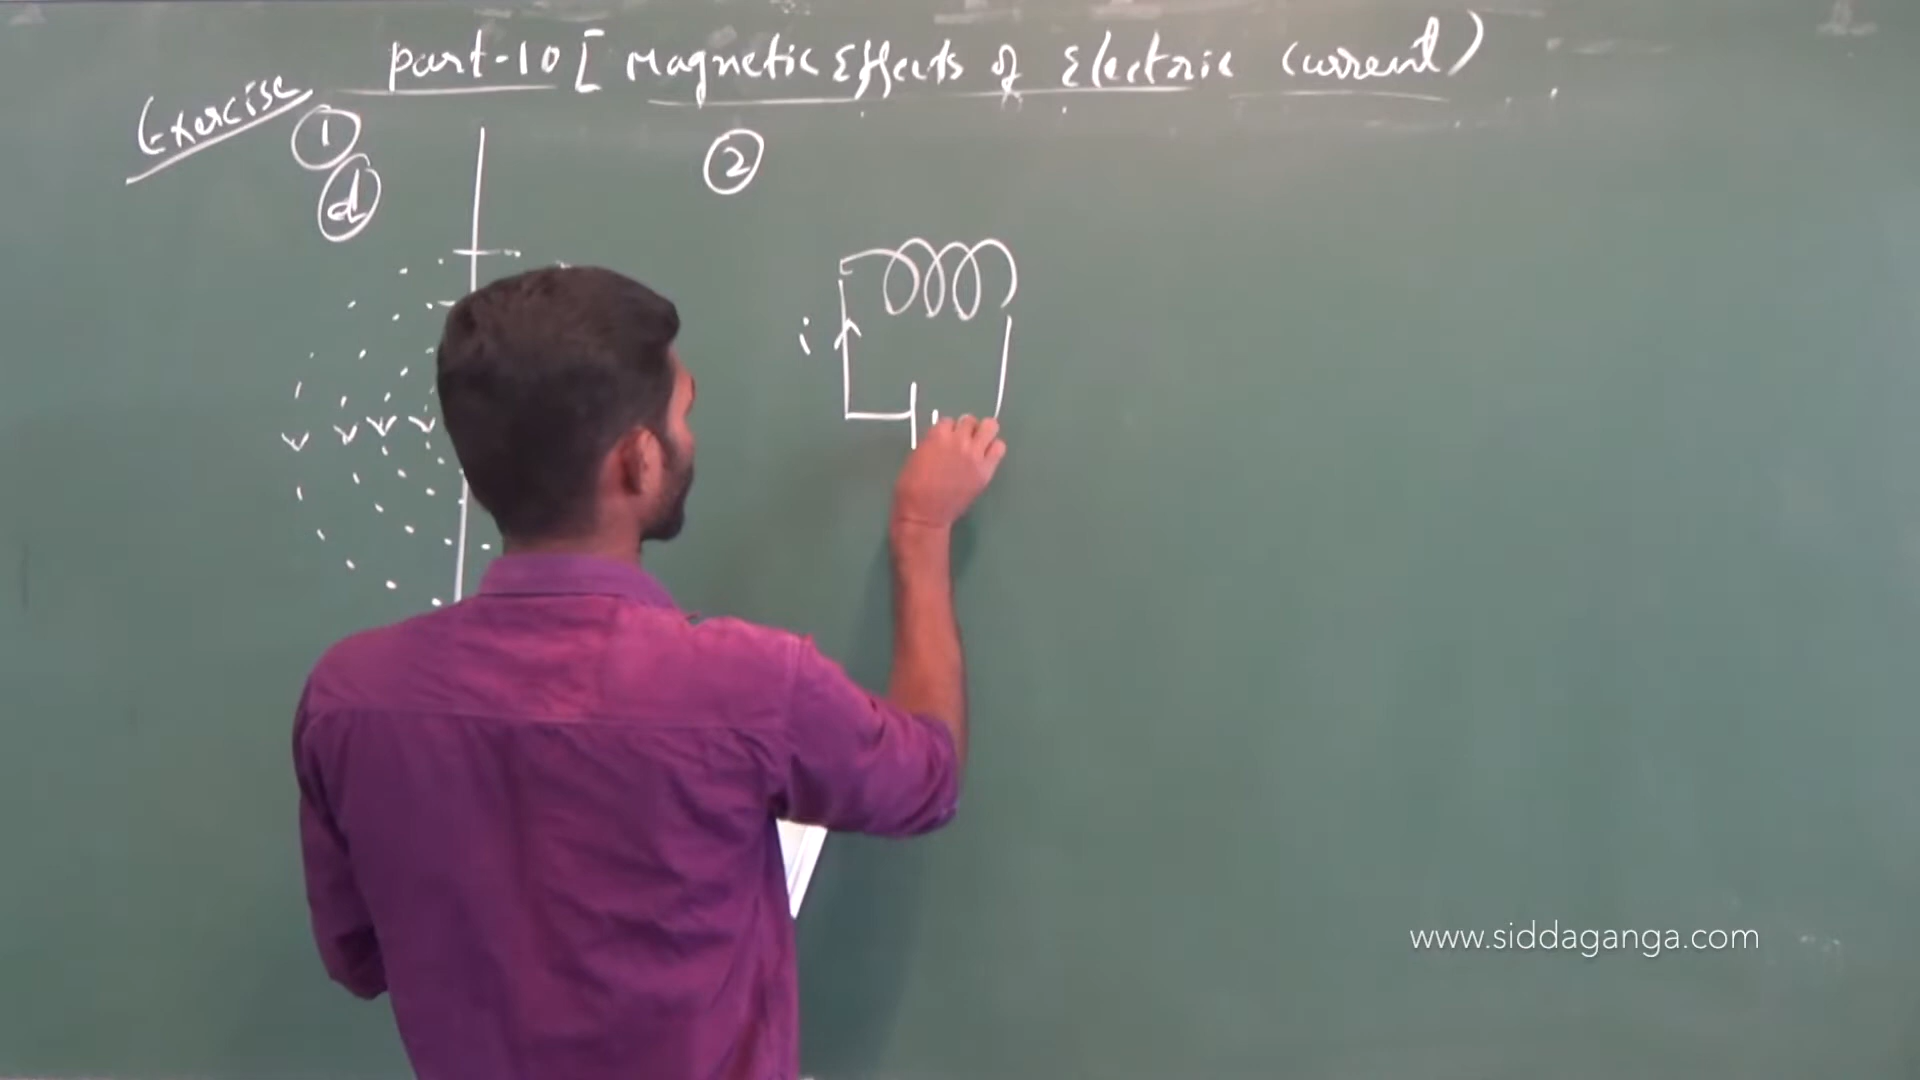 part-10 [Magnetic Effects of Electric Current)
Exercise
1
d
2
i
www.siddaganga.com